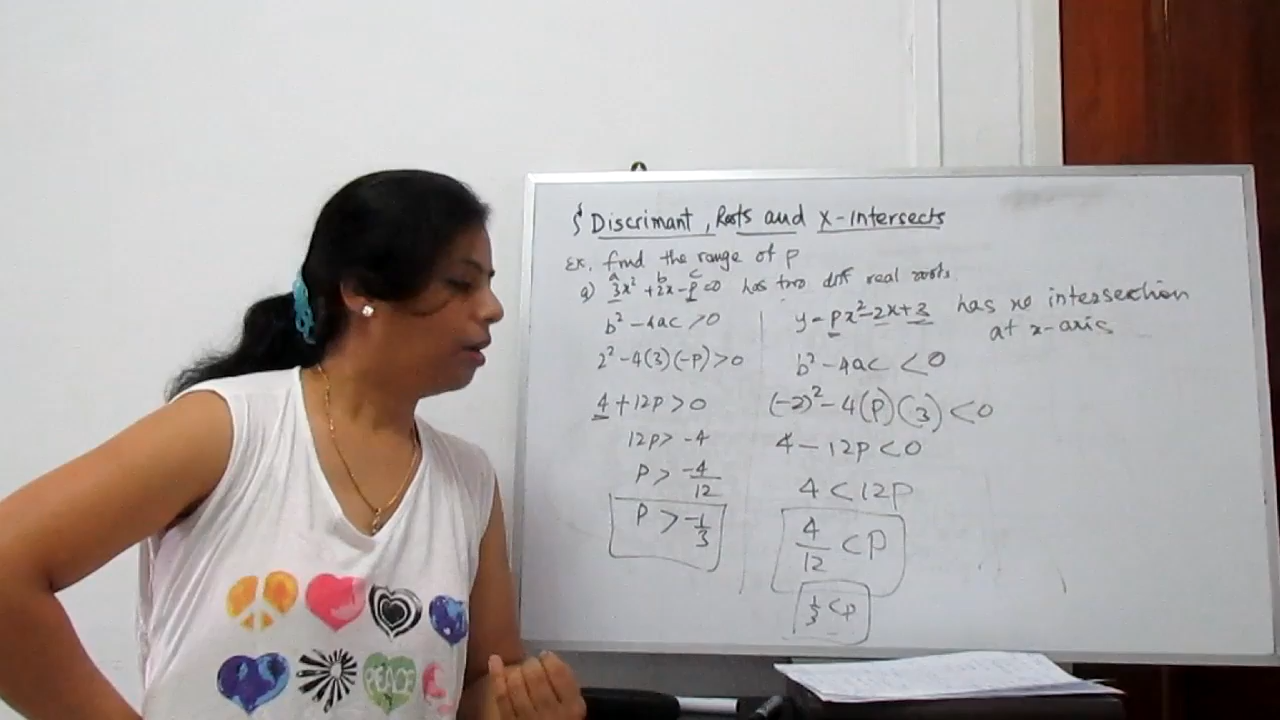 § Discrimant, Roots and X-intersects
Ex. find the range of p
a b c
a) 3x² + 2x - p = 0 has two diff real roots
b² - 4ac > 0
2² - 4(3)(-p) > 0
4 + 12p > 0
12p > -4
p > -4/12
p > -1/3
y = px² - 2x + 3 has no intersection
at x-axis
b² - 4ac < 0
(-2)² - 4(p)(3) < 0
4 - 12p < 0
4 < 12p
4/12 < p
1/3 < p
PEACE